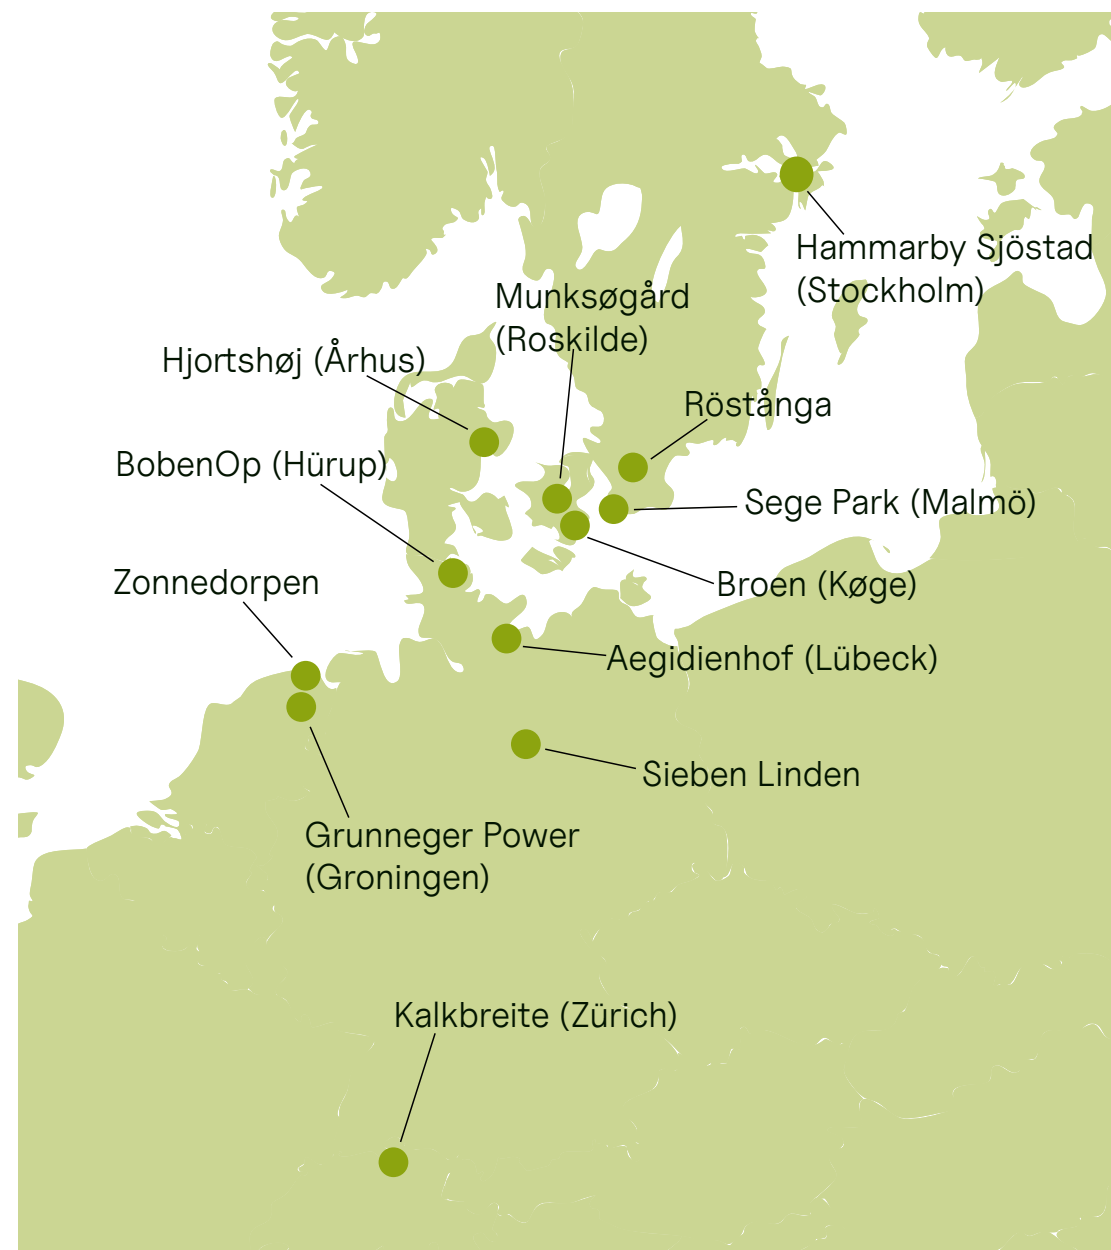 Hammarby Sjöstad
(Stockholm)
Munksøgård
(Roskilde)
Hjortshøj (Århus)
Röstånga
BobenOp (Hürup)
Sege Park (Malmö)
Zonnedorpen
Broen (Køge)
Aegidienhof (Lübeck)
Sieben Linden
Grunneger Power
(Groningen)
Kalkbreite (Zürich)